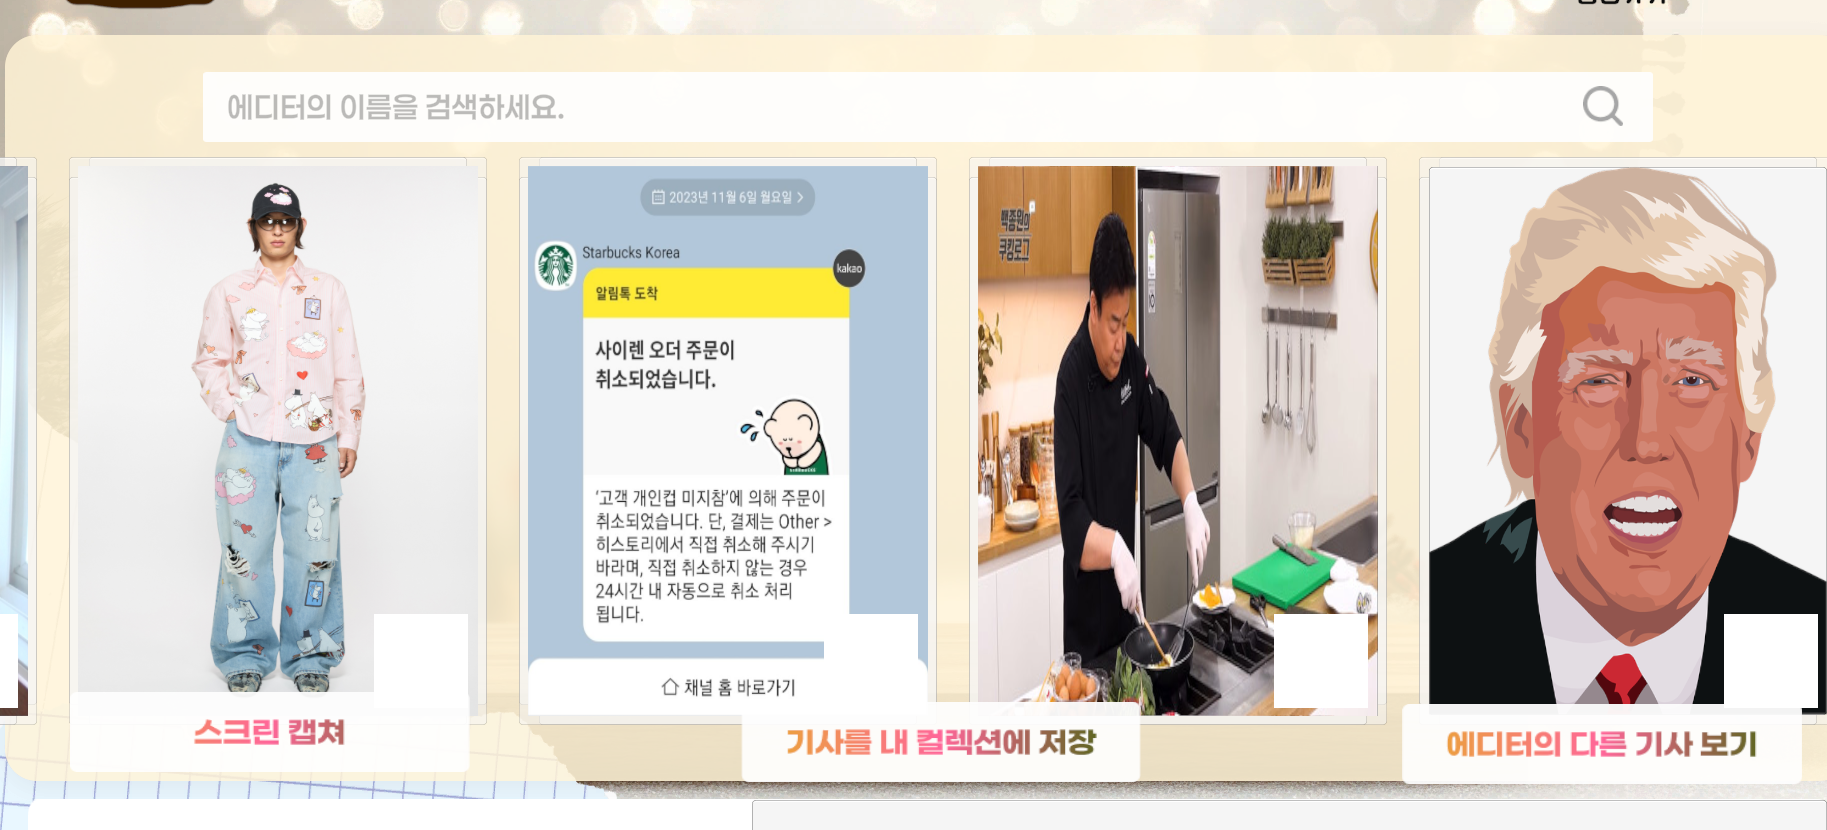 에디터의 이름을 검색하세요.
2023년 11월 6일 월요일 >
Starbucks Korea
kakao
알림톡 도착
사이렌 오더 주문이
취소되었습니다.
'고객 개인컵 미지참'에 의해 주문이
취소되었습니다. 단, 결제는 Other >
히스토리에서 직접 취소해 주시기
바라며, 직접 취소하지 않는 경우
24시간 내 자동으로 취소 처리
됩니다.
채널 홈 바로가기
백종원의
쿠킹로그
스크린 캡쳐
기사를 내 컬렉션에 저장
에디터의 다른 기사 보기